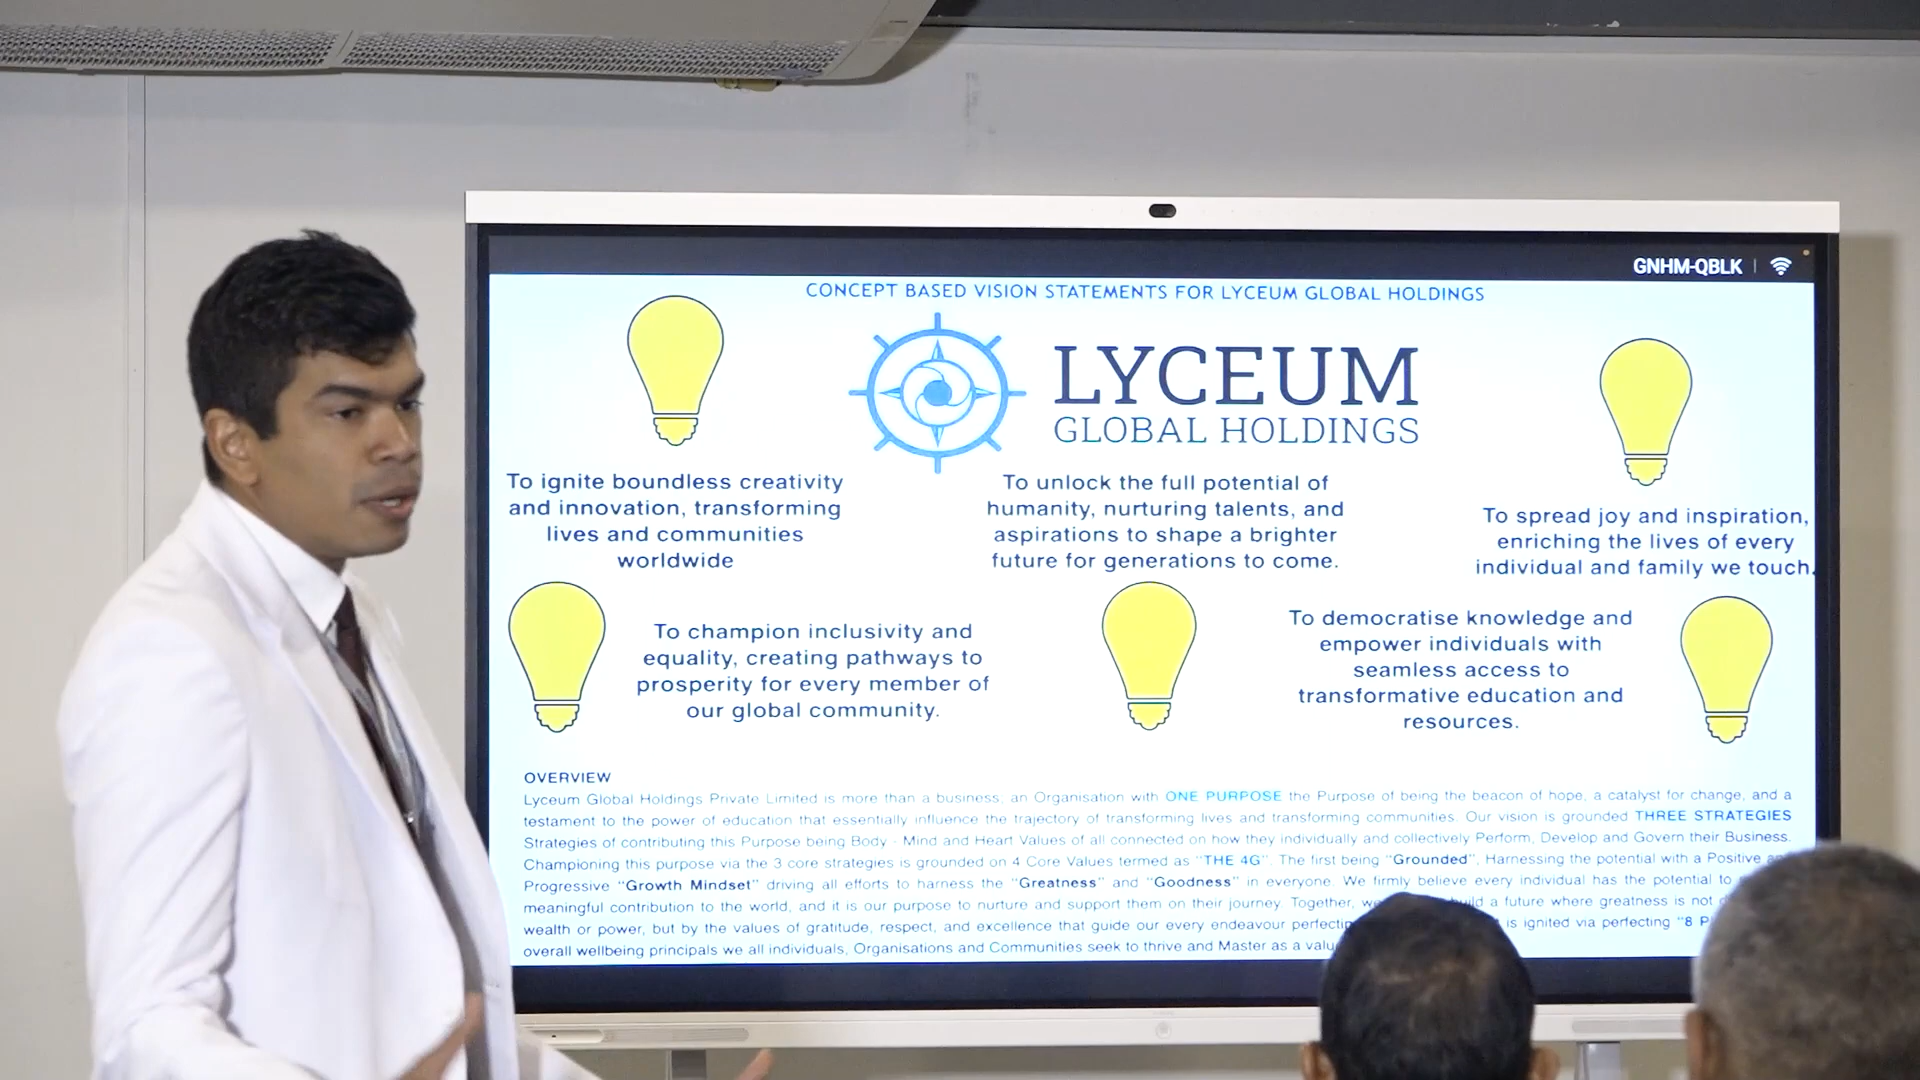 GNHM-QBLK
CONCEPT BASED VISION STATEMENTS FOR LYCEUM GLOBAL HOLDINGS
LYCEUM
GLOBAL HOLDINGS
To ignite boundless creativity
and innovation, transforming
lives and communities
worldwide
To unlock the full potential of
humanity, nurturing talents, and
aspirations to shape a brighter
future for generations to come.
To spread joy and inspiration,
enriching the lives of every
individual and family we touch.
To champion inclusivity and
equality, creating pathways to
prosperity for every member of
our global community.
To democratise knowledge and
empower individuals with
seamless access to
transformative education and
resources.
OVERVIEW
Lyceum Global Holdings Private Limited is more than a business, an Organisation with ONE PURPOSE the Purpose of being the beacon of hope, a catalyst for change, and a
testament to the power of education that essentially influence the trajectory of transforming lives and transforming communities. Our vision is grounded THREE STRATEGIES
Strategies of contributing this Purpose being Body - Mind and Heart Values of all connected on how they individually and collectively Perform, Develop and Govern their Business.
Championing this purpose via the 3 core strategies is grounded on 4 Core Values termed as "THE 4G". The first being "Grounded", Harnessing the potential with a Positive and
Progressive "Growth Mindset" driving all efforts to harness the "Greatness" and "Goodness" in everyone. We firmly believe every individual has the potential to
meaningful contribution to the world, and it is our purpose to nurture and support them on their journey. Together, we build a future where greatness is not
wealth or power, but by the values of gratitude, respect, and excellence that guide our every endeavour is ignited via perfecting "8
overall wellbeing principals we all individuals, Organisations and Communities seek to thrive and Master as a